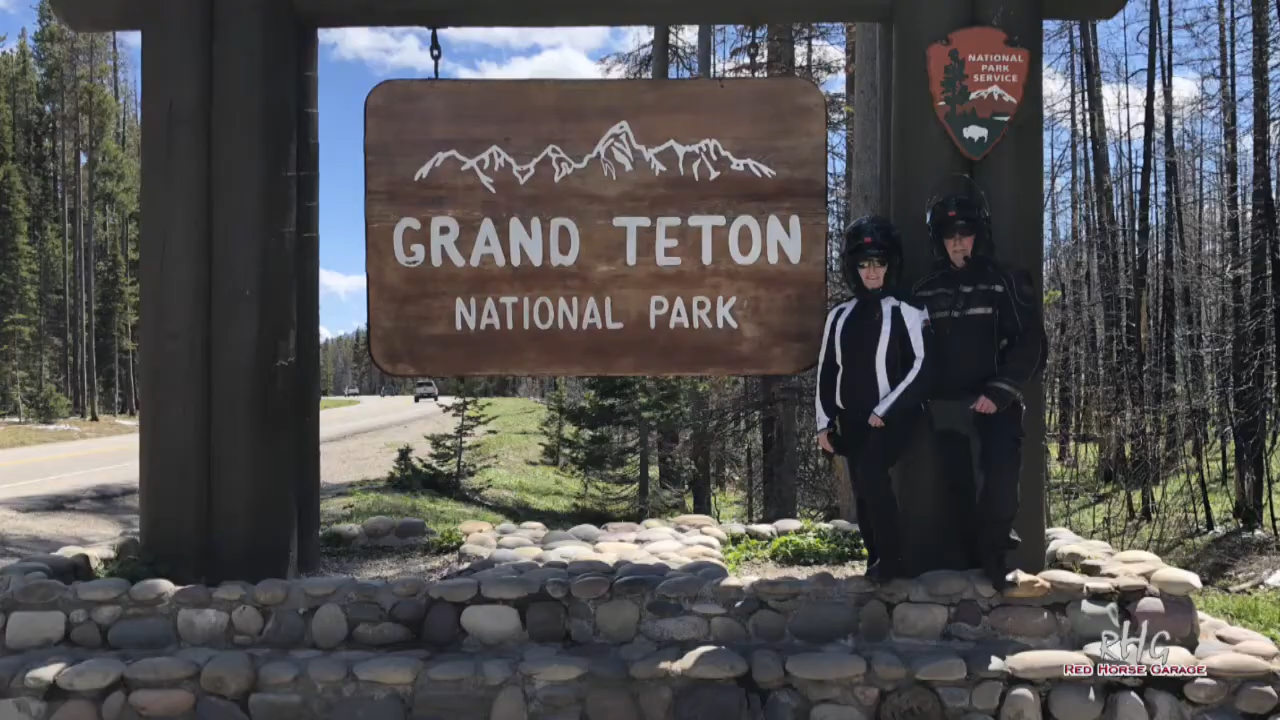 NATIONAL
PARK
SERVICE
GRAND TETON
NATIONAL PARK
RHG
RED HORSE GARAGE